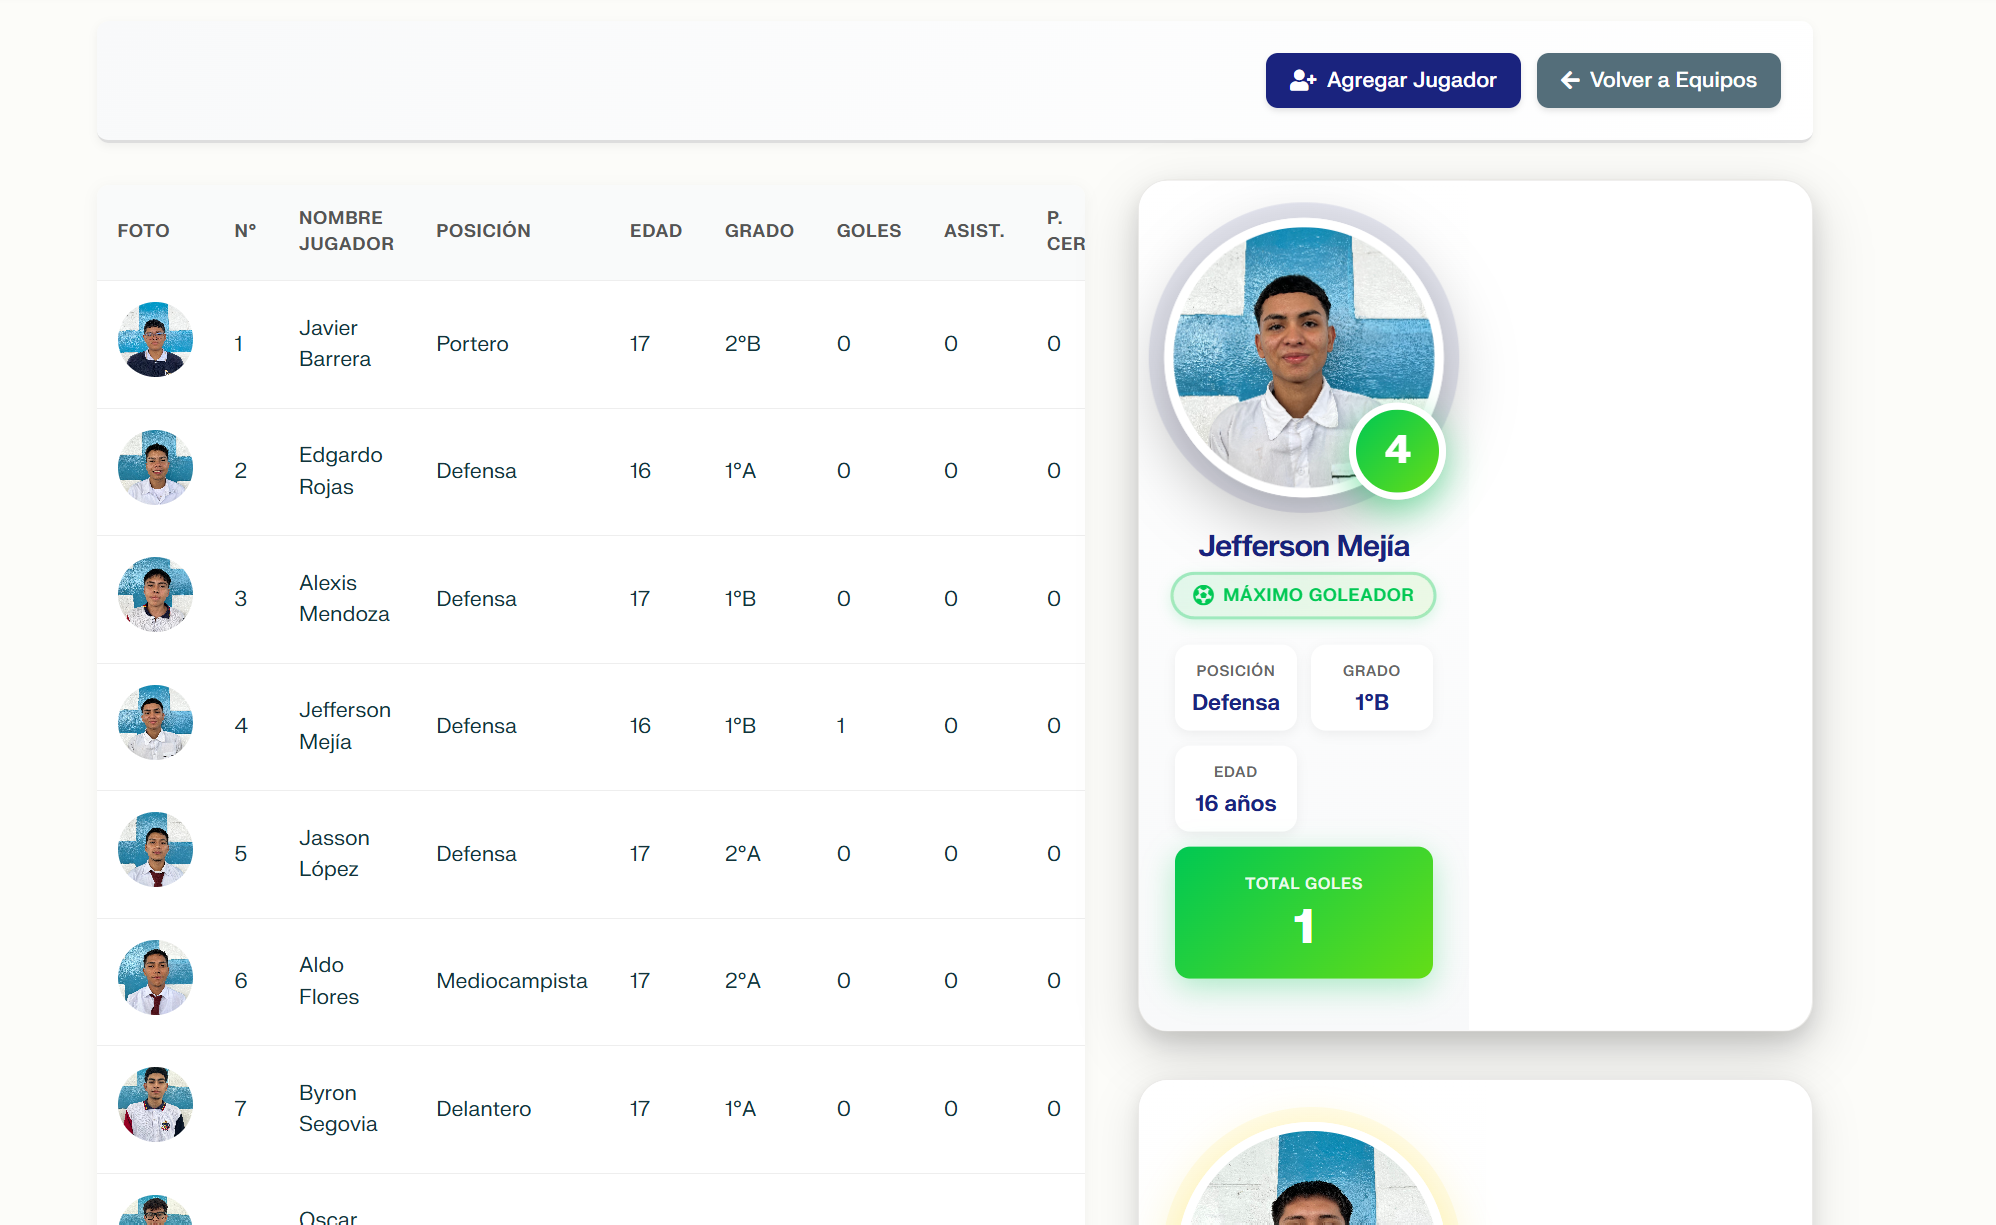 Agregar Jugador
Volver a Equipos
FOTO N° NOMBRE JUGADOR POSICIÓN EDAD GRADO GOLES ASIST. P. CER
1 Javier Barrera Portero 17 2°B 0 0 0
2 Edgardo Rojas Defensa 16 1°A 0 0 0
3 Alexis Mendoza Defensa 17 1°B 0 0 0
4 Jefferson Mejía Defensa 16 1°B 1 0 0
5 Jasson López Defensa 17 2°A 0 0 0
6 Aldo Flores Mediocampista 17 2°A 0 0 0
7 Byron Segovia Delantero 17 1°A 0 0 0
Oscar
4
Jefferson Mejía
MÁXIMO GOLEADOR
POSICIÓN
Defensa
GRADO
1°B
EDAD
16 años
TOTAL GOLES
1